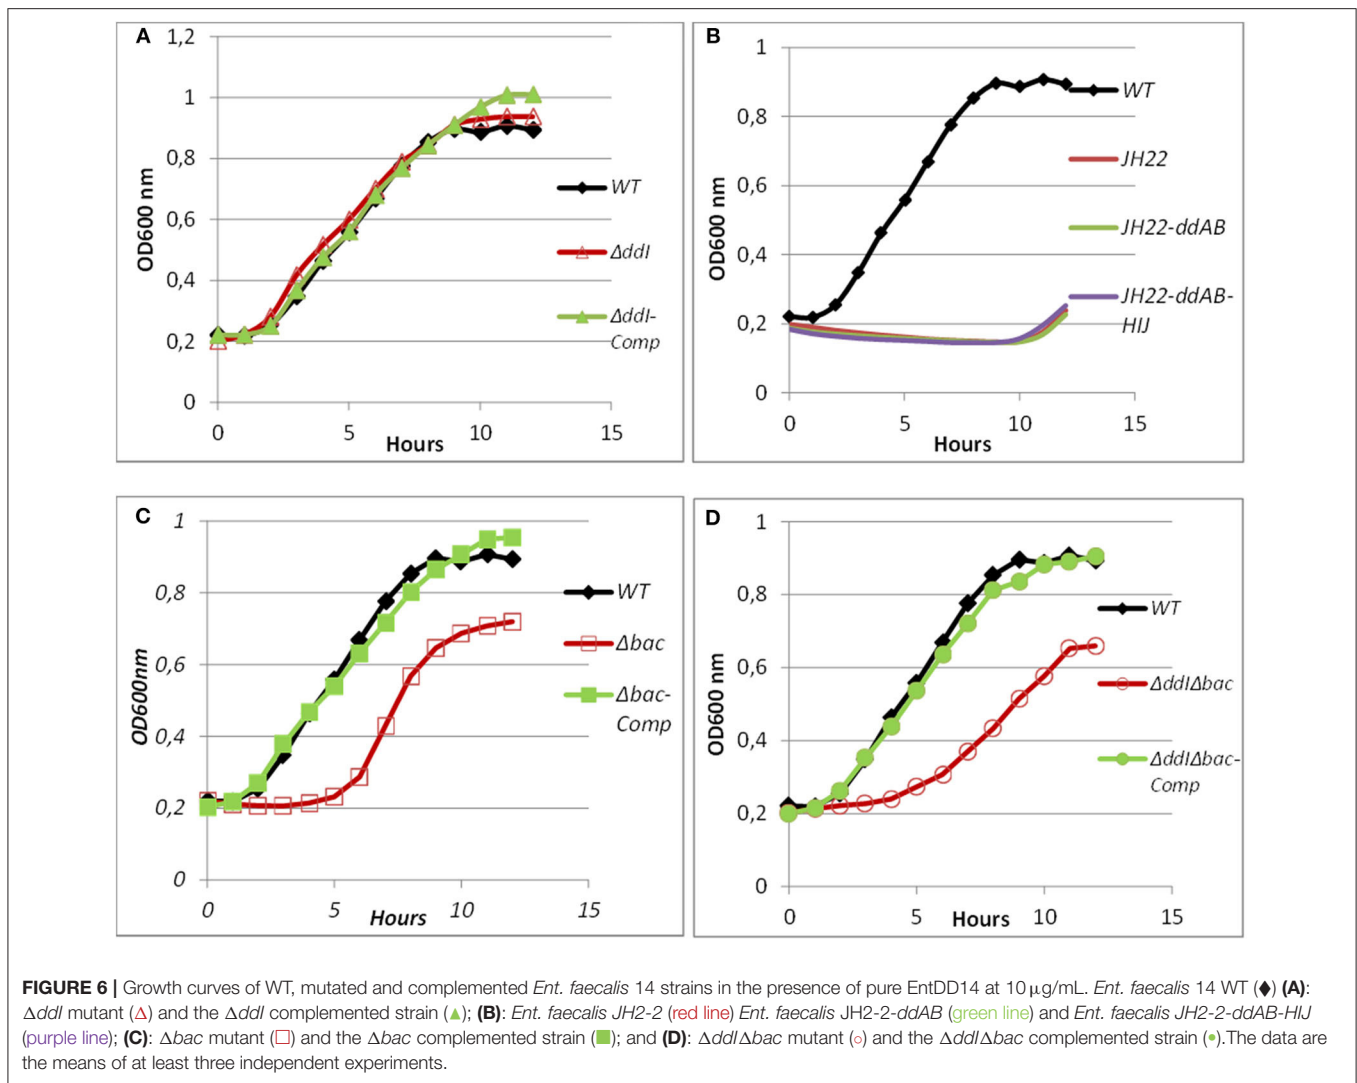 A
1,2
1
0,8
0,6
0,4
0,2
0
OD600 nm
0 5 10 15
Hours
WT
Δddl
Δddl-
Comp
B
1
0,8
0,6
0,4
0,2
0
OD600 nm
0 5 10 15
Hours
WT
JH22
JH22-ddAB
JH22-ddAB-
HIJ
C
1
0,8
0,6
0,4
0,2
0
OD600nm
0 5 10 15
Hours
WT
Δbac
Δbac-
Comp
D
1
0,8
0,6
0,4
0,2
0
OD600 nm
0 5 10 15
Hours
WT
ΔddIΔbac
ΔddIΔbac-
Comp
FIGURE 6 | Growth curves of WT, mutated and complemented Ent. faecalis 14 strains in the presence of pure EntDD14 at 10 μg/mL. Ent. faecalis 14 WT (♦) (A):
ΔddI mutant (△) and the ΔddI complemented strain (▲); (B): Ent. faecalis JH2-2 (red line) Ent. faecalis JH2-2-ddAB (green line) and Ent. faecalis JH2-2-ddAB-HIJ
(purple line); (C): Δbac mutant (□) and the Δbac complemented strain (■); and (D): ΔddIΔbac mutant (○) and the ΔddIΔbac complemented strain (●).The data are
the means of at least three independent experiments.